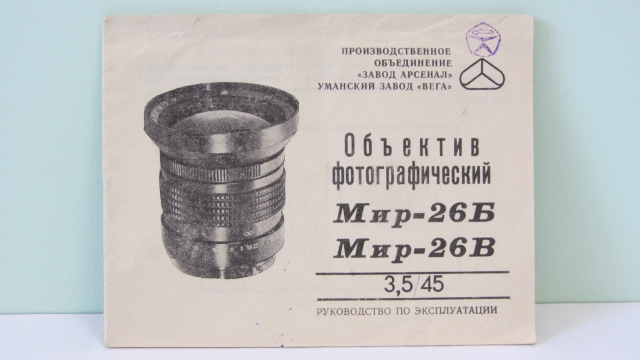 ПРОИЗВОДСТВЕННОЕ
ОБЪЕДИНЕНИЕ
«ЗАВОД АРСЕНАЛ»
УМАНСКИЙ ЗАВОД «ВЕГА»
Объектив
фотографический
Мир-26Б
Мир-26В
3,5/45
РУКОВОДСТВО ПО ЭКСПЛУАТАЦИИ